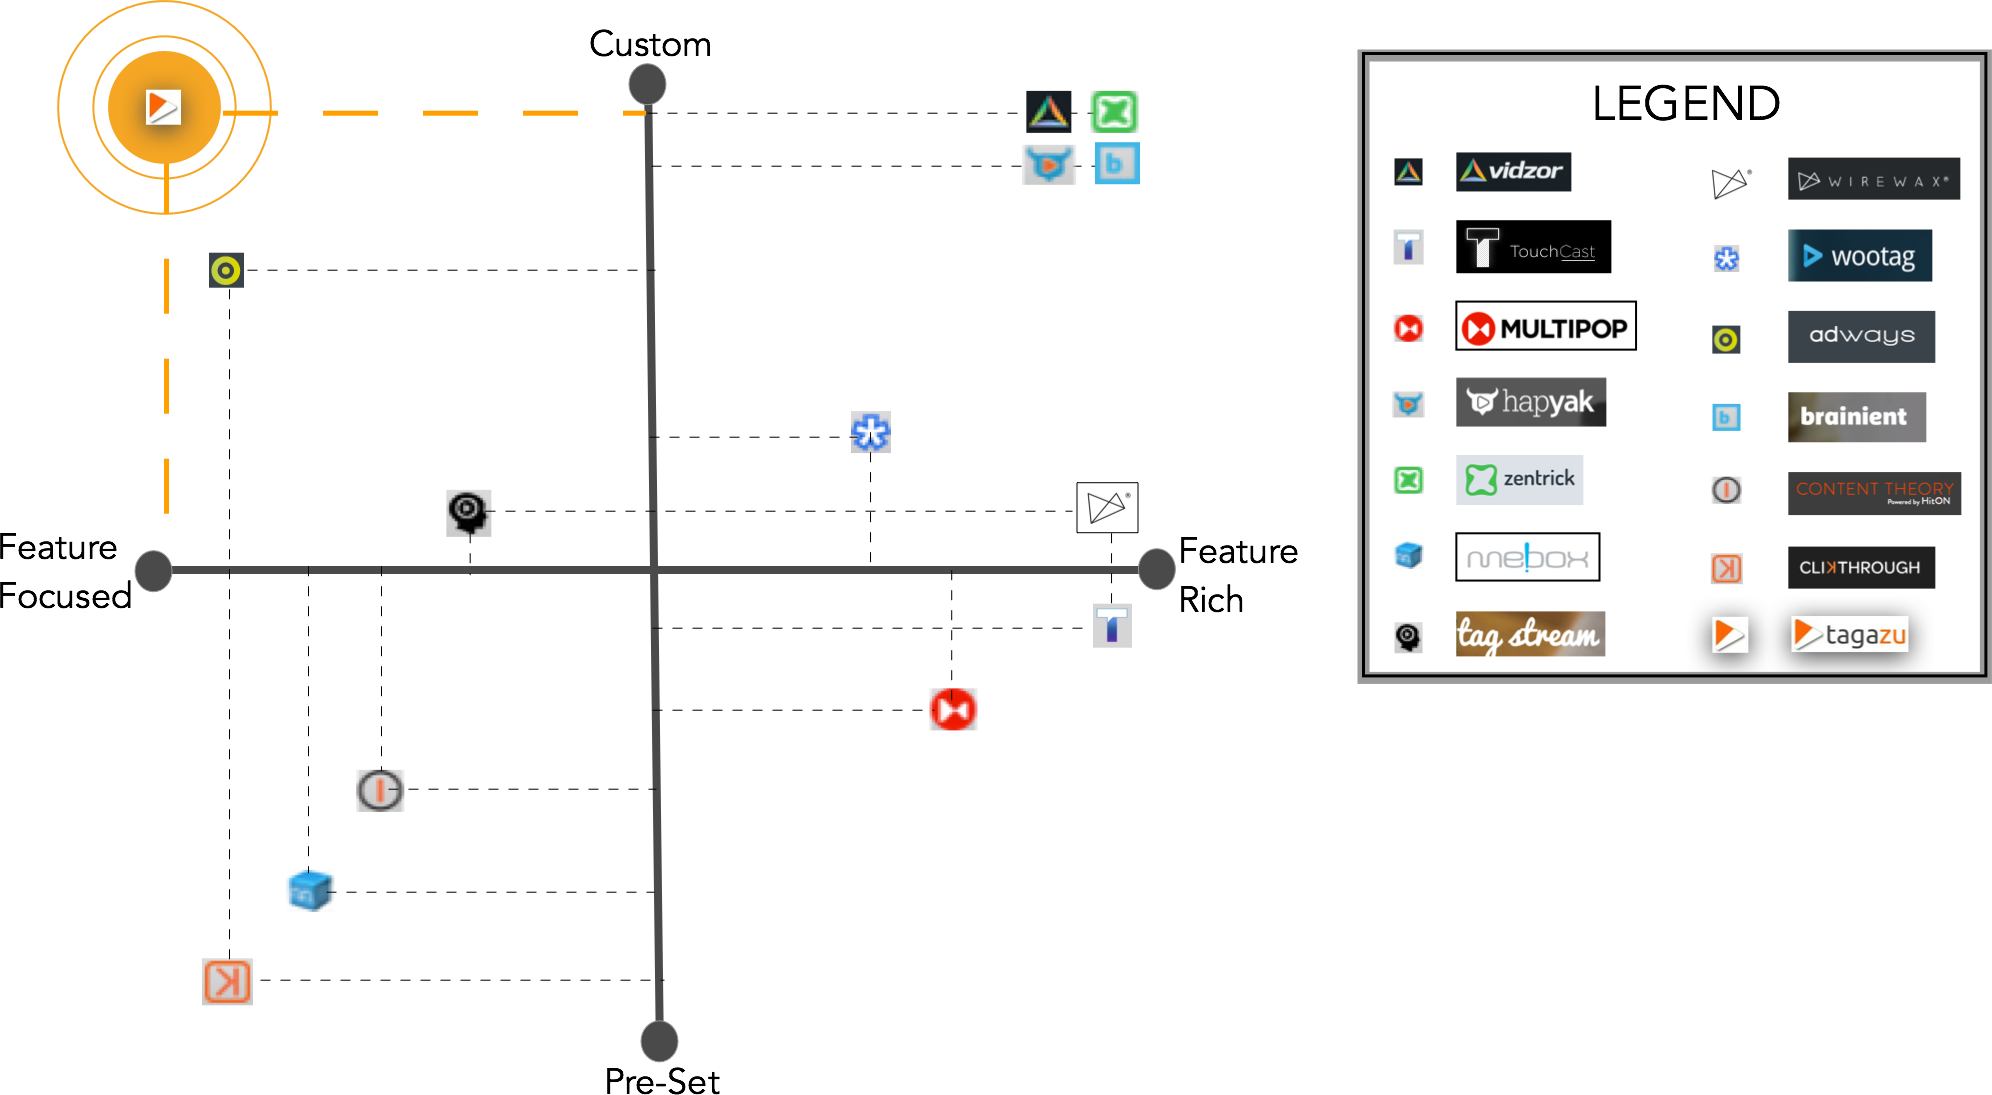 Custom
Feature
Focused
Feature
Rich
Pre-Set
b
T
LEGEND
vidzor
WIREWAX®
T TouchCast
wootag
MULTIPOP
adways
hapyak
b
brainient
zentrick
CONTENT THEORY
Powered by HitON
mebox
CLIKTHROUGH
tag stream
tagazu